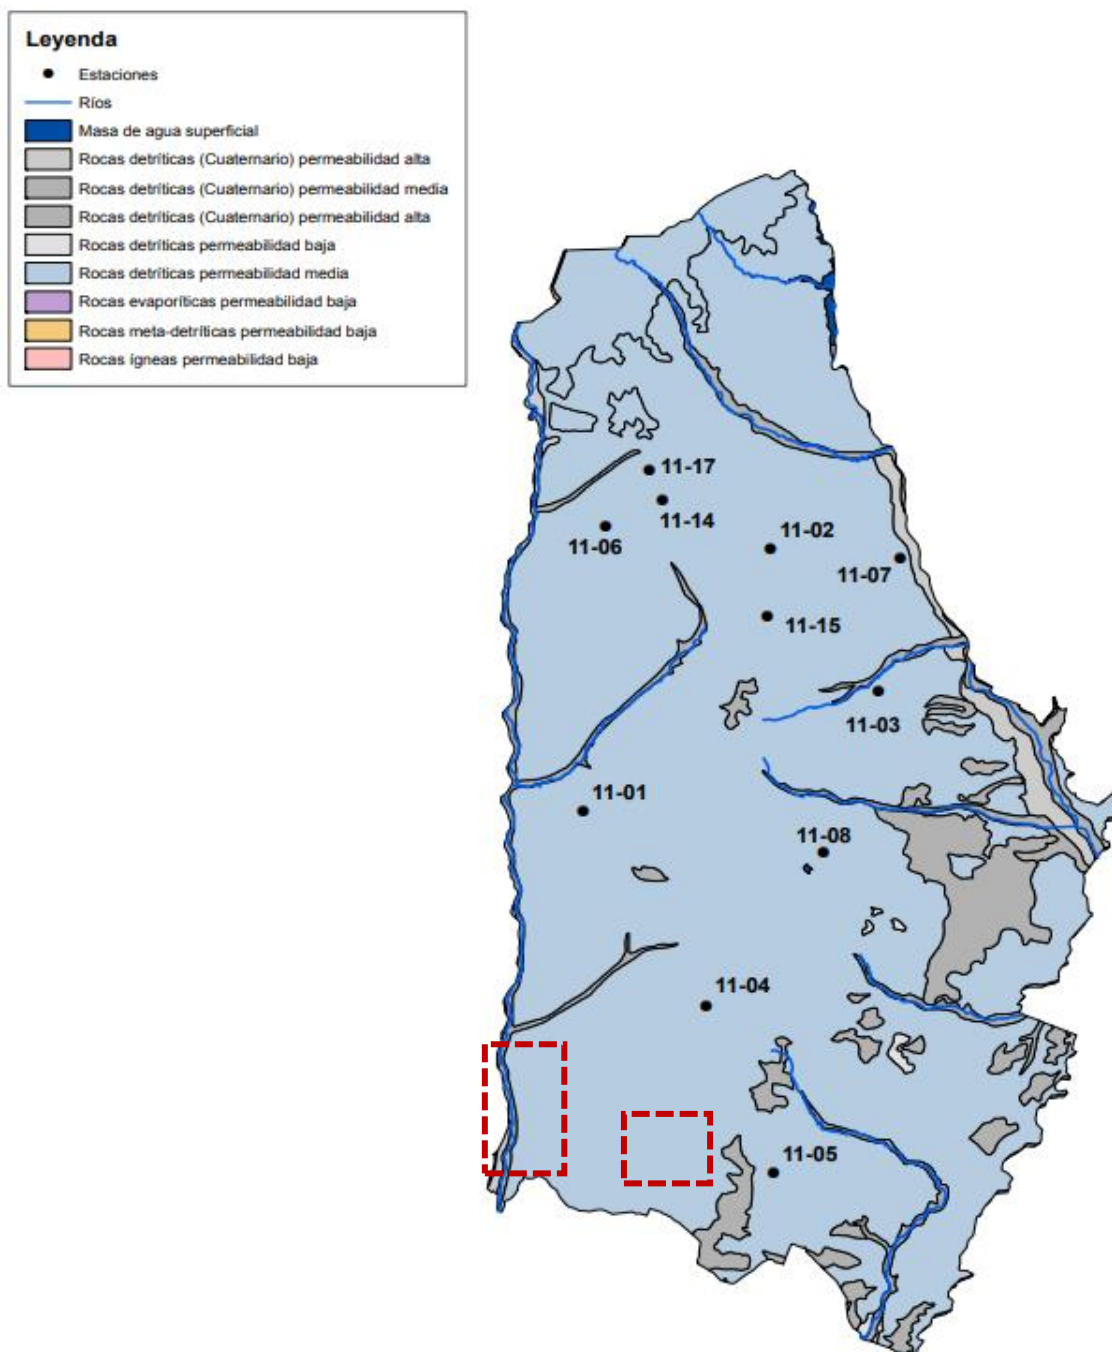 Leyenda
Estaciones
Ríos
Masa de agua superficial
Rocas detríticas (Cuaternario) permeabilidad alta
Rocas detríticas (Cuaternario) permeabilidad media
Rocas detríticas (Cuaternario) permeabilidad alta
Rocas detríticas permeabilidad baja
Rocas detríticas permeabilidad media
Rocas evaporíticas permeabilidad baja
Rocas meta-detríticas permeabilidad baja
Rocas ígneas permeabilidad baja
11-17
11-14
11-06
11-02
11-07
11-15
11-03
11-01
11-08
11-04
11-05